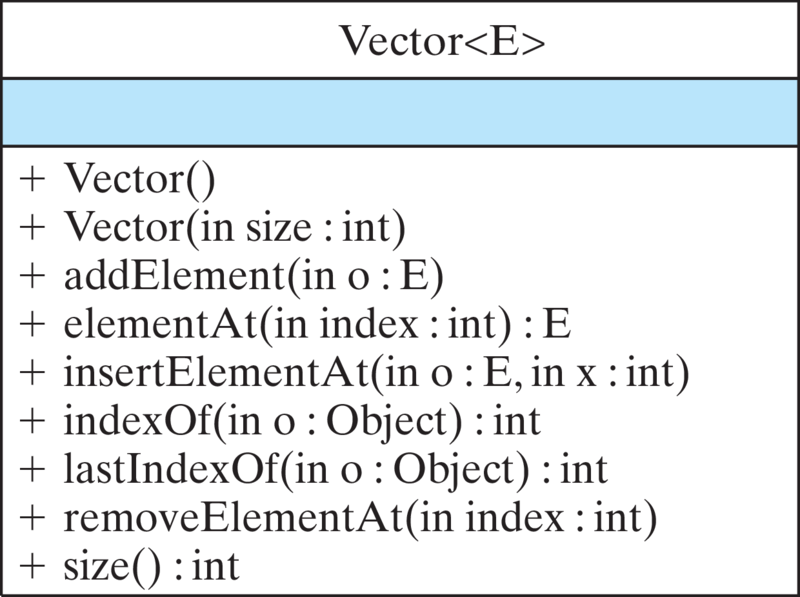 Vector<E>
+ Vector()
+ Vector(in size : int)
+ addElement(in o : E)
+ elementAt(in index : int) : E
+ insertElementAt(in o : E, in x : int)
+ indexOf(in o : Object) : int
+ lastIndexOf(in o : Object) : int
+ removeElementAt(in index : int)
+ size() : int